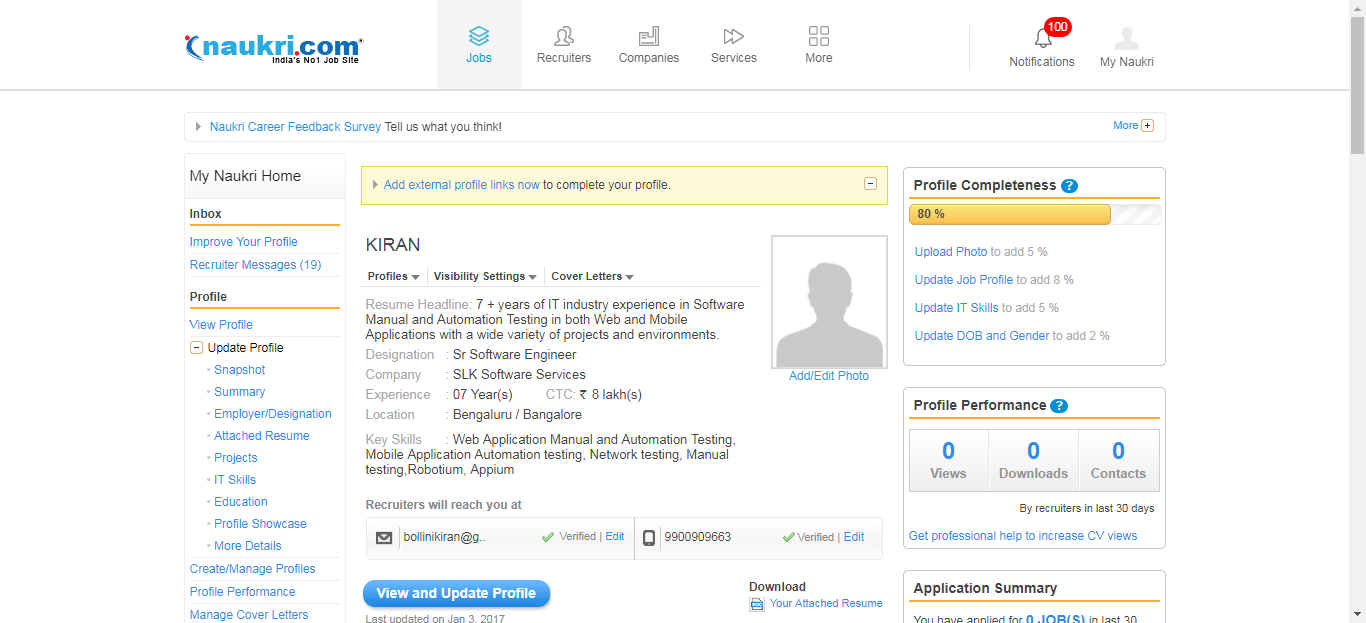 naukri.com
India's No1 Job Site
Jobs
Recruiters
Companies
Services
More
100
Notifications
My Naukri
Naukri Career Feedback Survey Tell us what you think!
More
My Naukri Home
Inbox
Improve Your Profile
Recruiter Messages (19)
Profile
View Profile
Update Profile
Snapshot
Summary
Employer/Designation
Attached Resume
Projects
IT Skills
Education
Profile Showcase
More Details
Create/Manage Profiles
Profile Performance
Manage Cover Letters
Add external profile links now to complete your profile.
KIRAN
Profiles
Visibility Settings
Cover Letters
Resume Headline: 7 + years of IT industry experience in Software
Manual and Automation Testing in both Web and Mobile
Applications with a wide variety of projects and environments.
Designation : Sr Software Engineer
Company : SLK Software Services
Experience : 07 Year(s) CTC: ₹ 8 lakh(s)
Location : Bengaluru / Bangalore
Key Skills : Web Application Manual and Automation Testing,
Mobile Application Automation testing, Network testing, Manual
testing,Robotium, Appium
Add/Edit Photo
Recruiters will reach you at
bollinikiran@g.. Verified | Edit
9900909663 Verified | Edit
View and Update Profile
Last updated on Jan 3, 2017
Download
Your Attached Resume
Profile Completeness ?
80 %
Upload Photo to add 5 %
Update Job Profile to add 8 %
Update IT Skills to add 5 %
Update DOB and Gender to add 2 %
Profile Performance ?
0 Views
0 Downloads
0 Contacts
By recruiters in last 30 days
Get professional help to increase CV views
Application Summary
You have applied for 0 JOB(S) in last 30